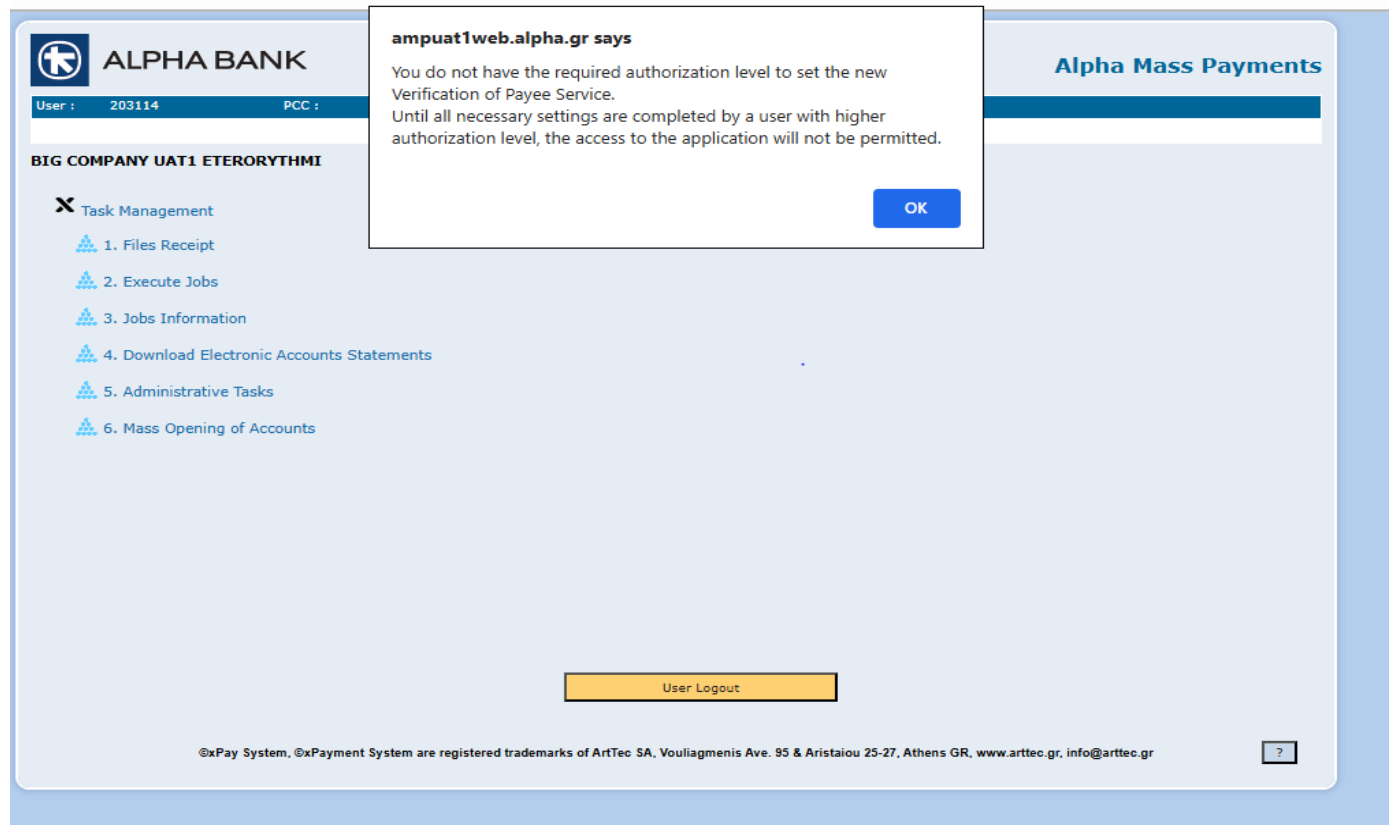 ampuat1web.alpha.gr says
You do not have the required authorization level to set the new
Verification of Payee Service.
Until all necessary settings are completed by a user with higher
authorization level, the access to the application will not be permitted.
OK
ALPHA BANK
Alpha Mass Payments
User : 203114 PCC :
BIG COMPANY UAT1 ETERORYTHMI
Task Management
1. Files Receipt
2. Execute Jobs
3. Jobs Information
4. Download Electronic Accounts Statements
5. Administrative Tasks
6. Mass Opening of Accounts
User Logout
©xPay System, ©xPayment System are registered trademarks of ArtTec SA, Vouliagmenis Ave. 95 & Aristaiou 25-27, Athens GR, www.arttec.gr, info@arttec.gr
?